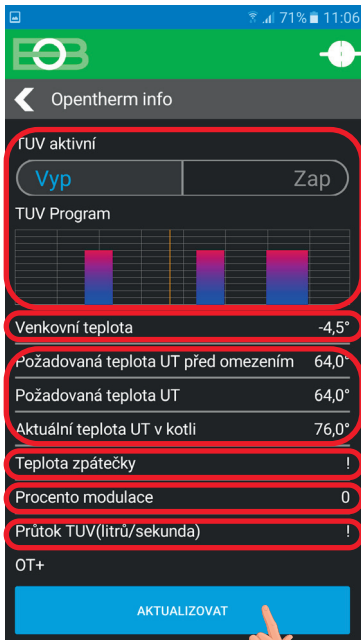 71% 11:06
EOB
Opentherm info
TUV aktivní
Vyp Zap
TUV Program
Venkovní teplota -4,5°
Požadovaná teplota UT před omezením 64,0°
Požadovaná teplota UT 64,0°
Aktuální teplota UT v kotli 76,0°
Teplota zpátečky !
Procento modulace 0
Průtok TUV(litrů/sekunda) !
OT+
AKTUALIZOVAT